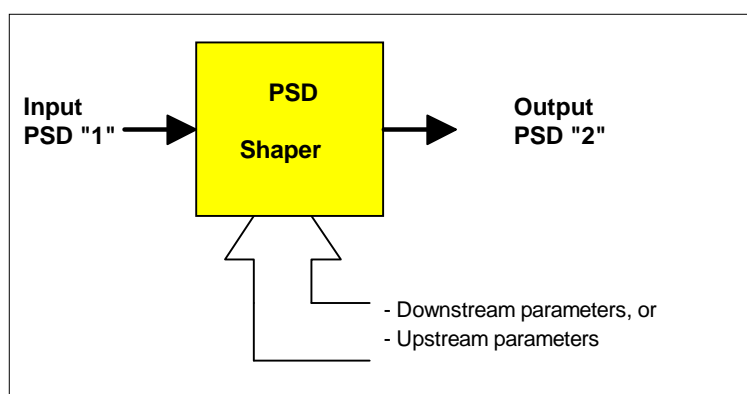 Input
PSD "1"
PSD
Shaper
Output
PSD "2"
- Downstream parameters, or
- Upstream parameters